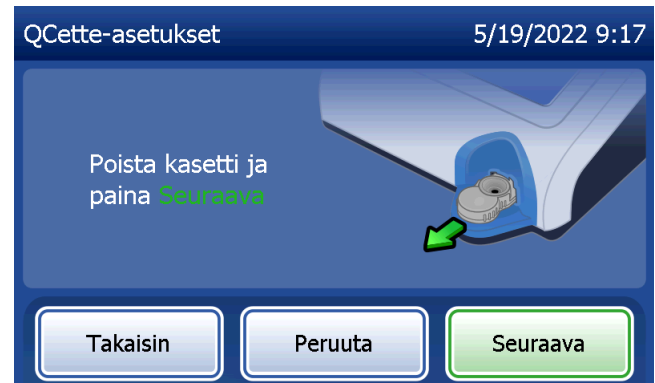 QCette-asetukset 5/19/2022 9:17
Poista kasetti ja
paina Seuraava
Takaisin Peruuta Seuraava